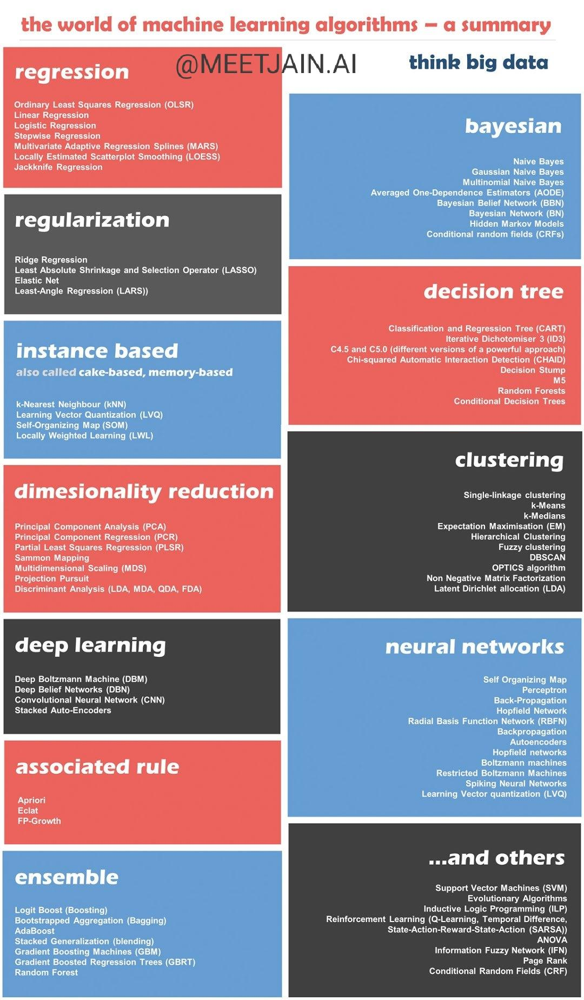 the world of machine learning algorithms – a summary
@MEETJAIN.AI
think big data
regression
Ordinary Least Squares Regression (OLSR)
Linear Regression
Logistic Regression
Stepwise Regression
Multivariate Adaptive Regression Splines (MARS)
Locally Estimated Scatterplot Smoothing (LOESS)
Jackknife Regression
regularization
Ridge Regression
Least Absolute Shrinkage and Selection Operator (LASSO)
Elastic Net
Least-Angle Regression (LARS))
instance based
also called cake-based, memory-based
k-Nearest Neighbour (kNN)
Learning Vector Quantization (LVQ)
Self-Organizing Map (SOM)
Locally Weighted Learning (LWL)
dimesionality reduction
Principal Component Analysis (PCA)
Principal Component Regression (PCR)
Partial Least Squares Regression (PLSR)
Sammon Mapping
Multidimensional Scaling (MDS)
Projection Pursuit
Discriminant Analysis (LDA, MDA, QDA, FDA)
deep learning
Deep Boltzmann Machine (DBM)
Deep Belief Networks (DBN)
Convolutional Neural Network (CNN)
Stacked Auto-Encoders
associated rule
Apriori
Eclat
FP-Growth
ensemble
Logit Boost (Boosting)
Bootstrapped Aggregation (Bagging)
AdaBoost
Stacked Generalization (blending)
Gradient Boosting Machines (GBM)
Gradient Boosted Regression Trees (GBRT)
Random Forest
bayesian
Naive Bayes
Gaussian Naive Bayes
Multinomial Naive Bayes
Averaged One-Dependence Estimators (AODE)
Bayesian Belief Network (BBN)
Bayesian Network (BN)
Hidden Markov Models
Conditional random fields (CRFs)
decision tree
Classification and Regression Tree (CART)
Iterative Dichotomiser 3 (ID3)
C4.5 and C5.0 (different versions of a powerful approach)
Chi-squared Automatic Interaction Detection (CHAID)
Decision Stump
M5
Random Forests
Conditional Decision Trees
clustering
Single-linkage clustering
k-Means
k-Medians
Expectation Maximisation (EM)
Hierarchical Clustering
Fuzzy clustering
DBSCAN
OPTICS algorithm
Non Negative Matrix Factorization
Latent Dirichlet allocation (LDA)
neural networks
Self Organizing Map
Perceptron
Back-Propagation
Hopfield Network
Radial Basis Function Network (RBFN)
Backpropagation
Autoencoders
Hopfield networks
Boltzmann machines
Restricted Boltzmann Machines
Spiking Neural Networks
Learning Vector quantization (LVQ)
...and others
Support Vector Machines (SVM)
Evolutionary Algorithms
Inductive Logic Programming (ILP)
Reinforcement Learning (Q-Learning, Temporal Difference,
State-Action-Reward-State-Action (SARSA))
ANOVA
Information Fuzzy Network (IFN)
Page Rank
Conditional Random Fields (CRF)